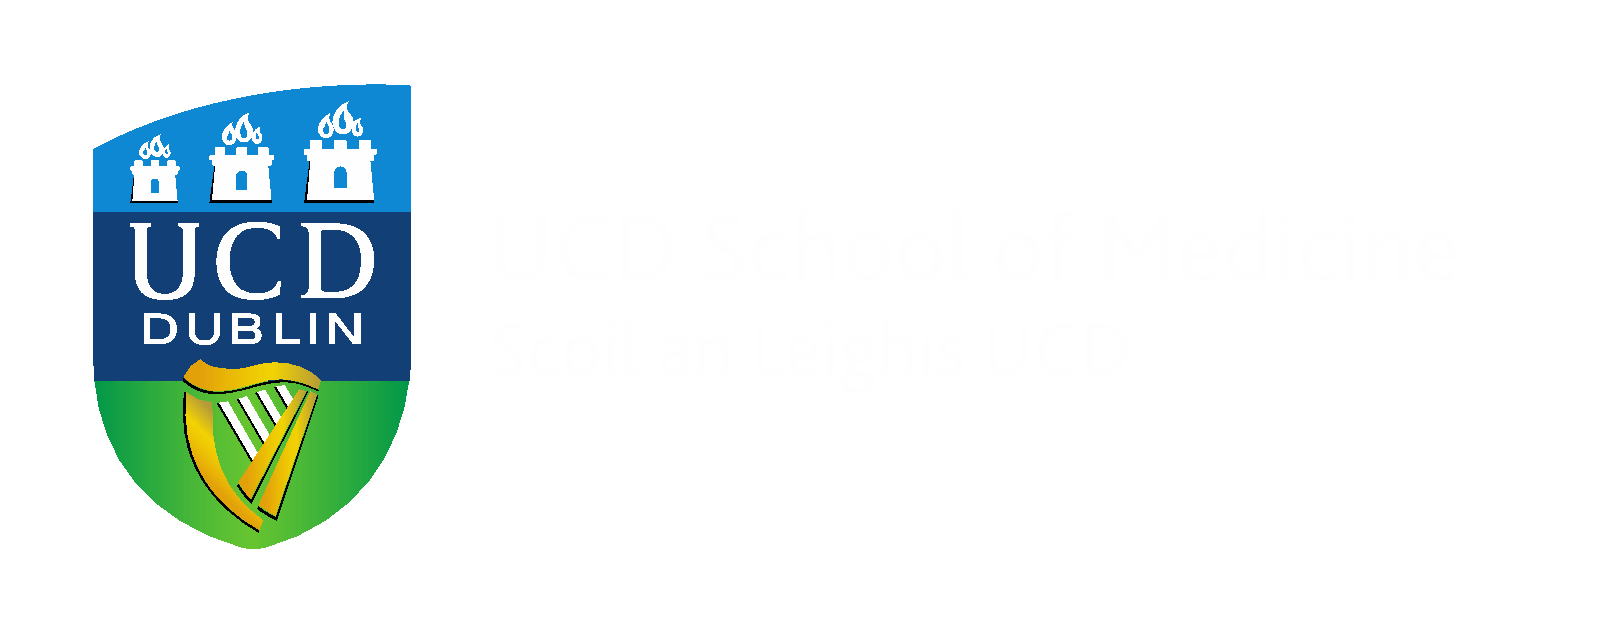 UCD
DUBLIN
UCD School of Medicine
Scoil an Leighis UCD